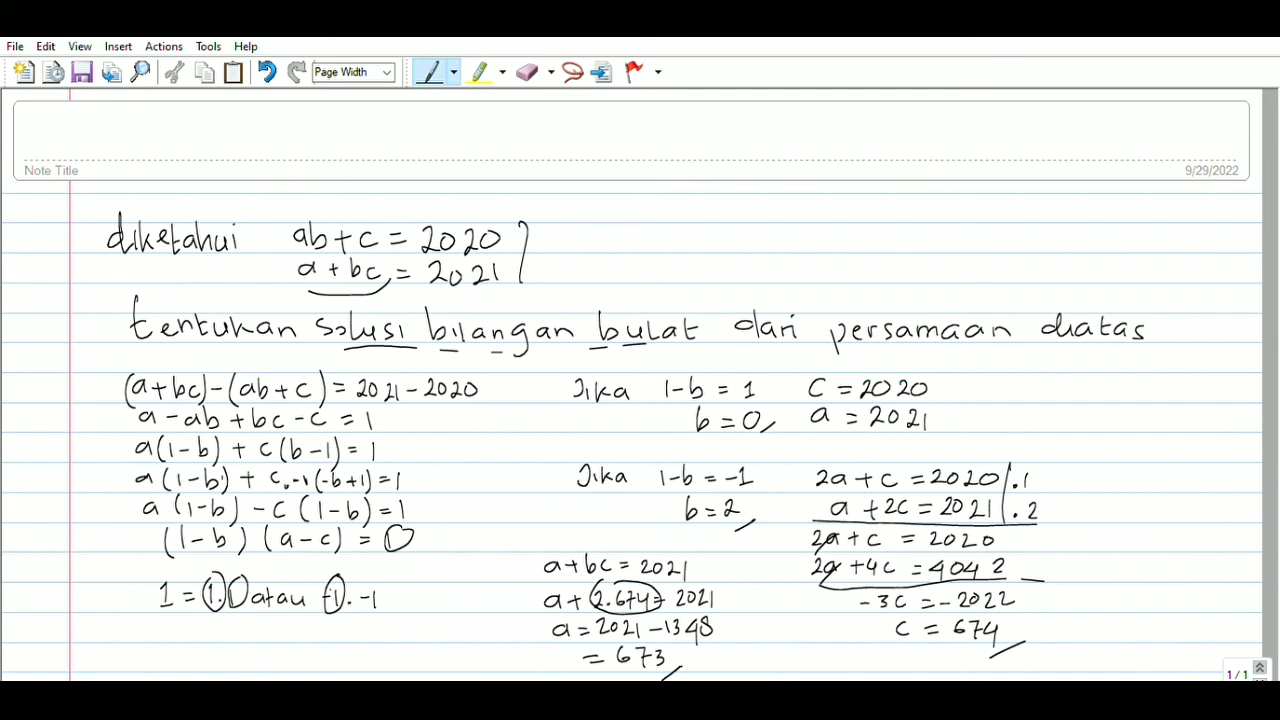 File Edit View Insert Actions Tools Help
Page Width
Note Title
9/29/2022
diketahui ab+c = 2020
a + bc = 2021
tentukan solusi bilangan bulat dari persamaan diatas
(a+bc)-(ab+c) = 2021-2020
a-ab+bc-c = 1
a(1-b) + c(b-1) = 1
a(1-b) + c.-1(-b+1)=1
a(1-b) -c(1-b)=1
(1-b) (a-c) = 1
1 = 1.1 atau -1.-1
Jika 1-b = 1 c = 2020
b = 0, a = 2021
Jika 1-b = -1
b = 2
2a + c = 2020 .1
a + 2c = 2021 .2
2a + c = 2020
2a + 4c = 4042 -
-3c = -2022
c = 674
a + bc = 2021
a + 2.674 = 2021
a = 2021 - 1348
= 673
1 / 1